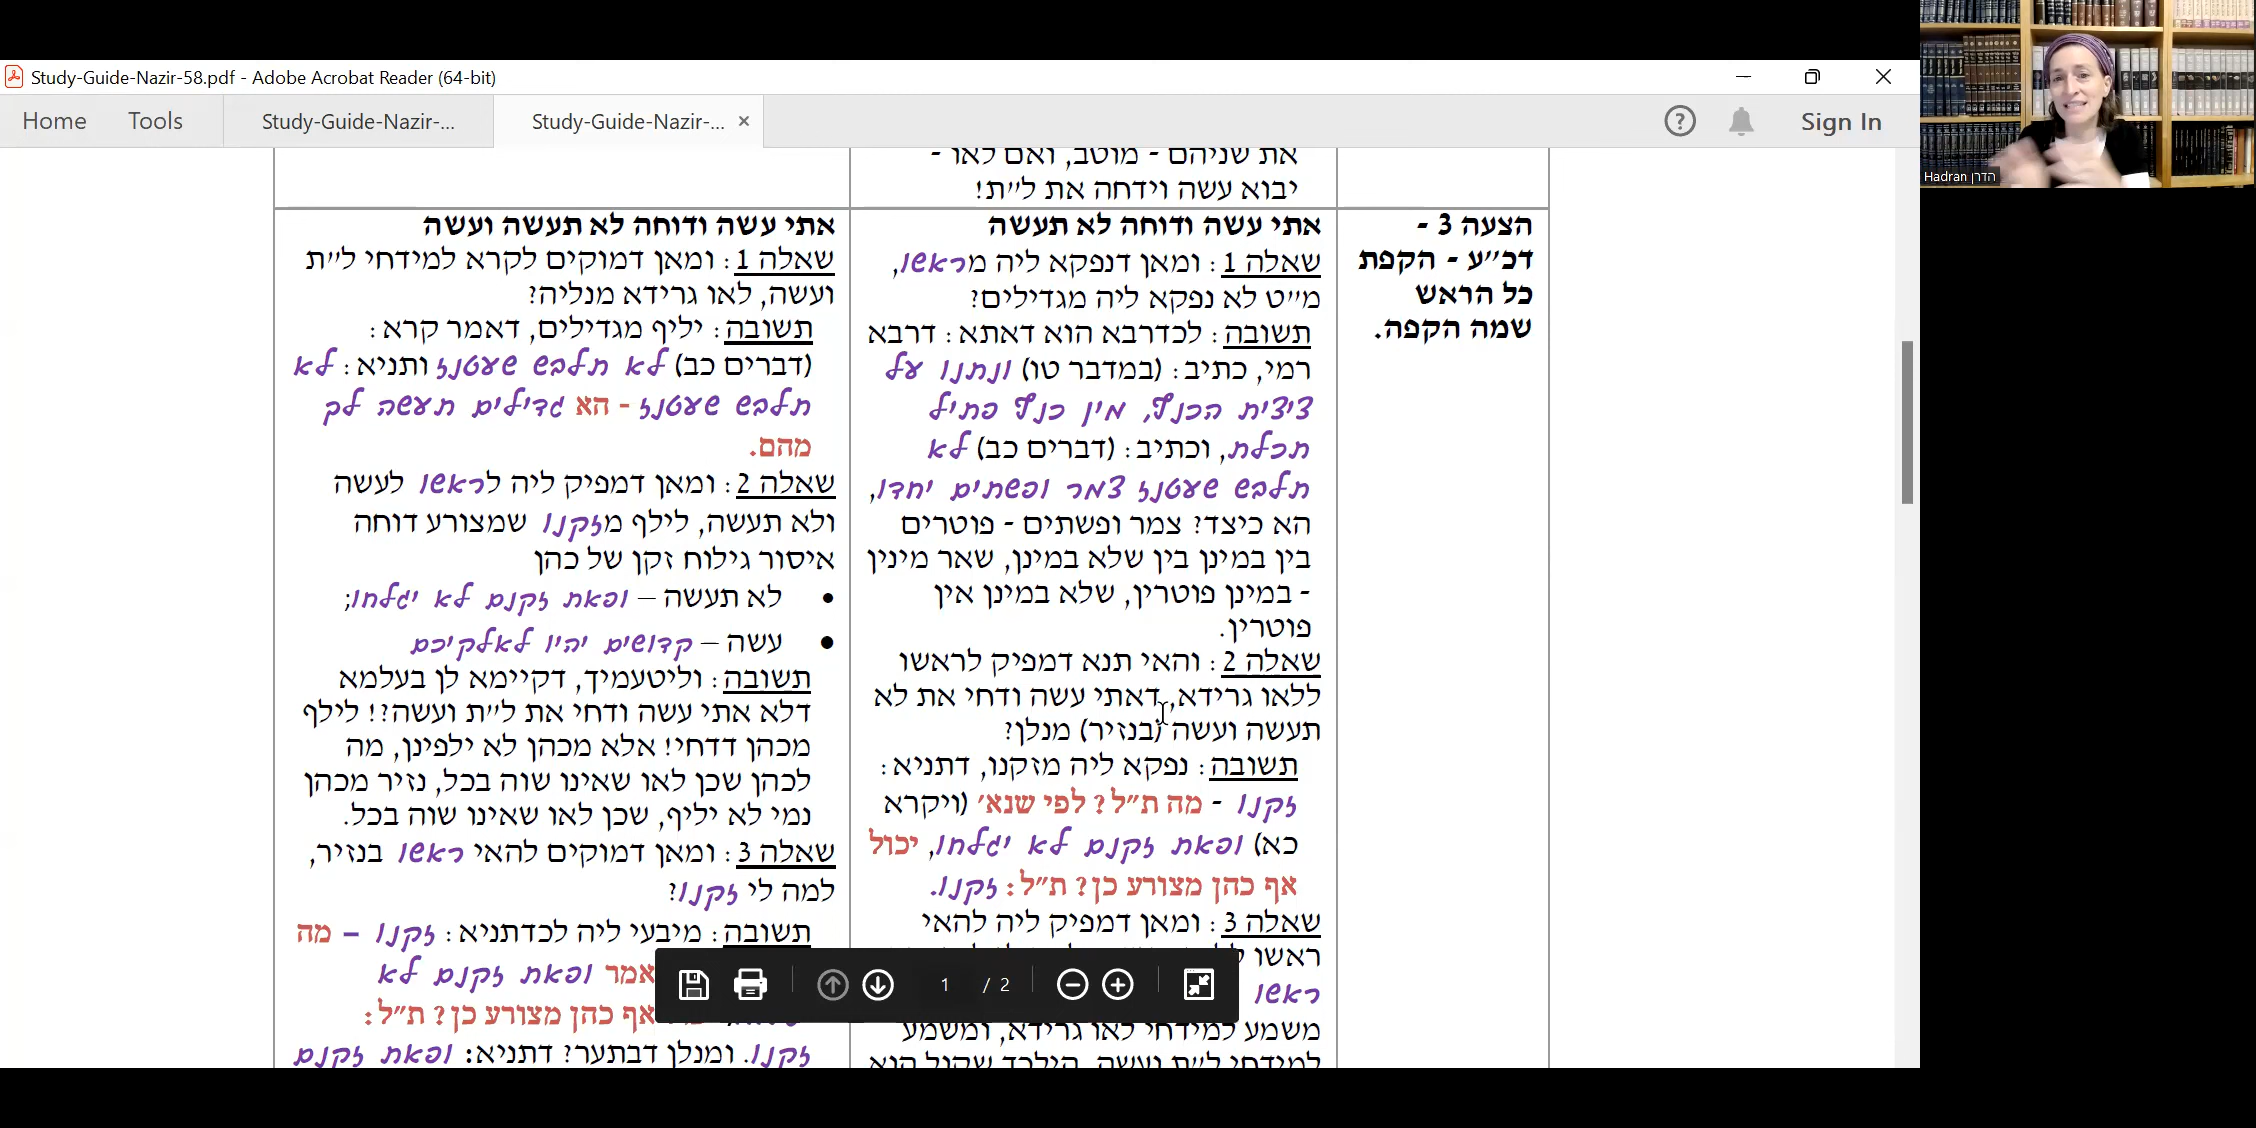 Study-Guide-Nazir-58.pdf - Adobe Acrobat Reader (64-bit)
Home
Tools
Study-Guide-Nazir-...
Study-Guide-Nazir-...
Sign In
Hadran הדרן
את שניהם - מוטב, ואם לאו -
יבוא עשה וידחה את ל״ת!
הצעה 3 -
דכ״ע - הקפת
כל הראש
שמה הקפה.
אתי עשה ודוחה לא תעשה
שאלה 1: ומאן דנפקא ליה מראשו,
מ״ט לא נפקא ליה מגדילים?
תשובה: לכדרבא הוא דאתא: דרבא
רמי, כתיב: (במדבר טו) ונתנו על
ציצית הכנף, מין כנף פתיל
תכלת, וכתיב: (דברים כב) לא
תלבש שעטנז צמר ופשתים יחדו,
הא כיצד? צמר ופשתים - פוטרים
בין במינן בין שלא במינן, שאר מינין
- במינן פוטרין, שלא במינן אין
פוטרין.
שאלה 2: והאי תנא דמפיק לראשו
ללאו גרידא, דאתי עשה ודחי את לא
תעשה ועשה (בנזיר) מנלן?
תשובה: נפקא ליה מזקנו, דתניא:
זקנו - מה ת״ל? לפי שנא׳ (ויקרא
כא) ופאת זקנם לא יגלחו, יכול
אף כהן מצורע כן? ת״ל: זקנו.
שאלה 3: ומאן דמפיק ליה להאי
ראשו
ראשו
משמע למידחי לאו גרידא, ומשמע
למידחי ל״ת ועשה, הילכך שקול הוא
אתי עשה ודוחה לא תעשה ועשה
שאלה 1: ומאן דמוקים לקרא למידחי ל״ת
ועשה, לאו גרידא מנליה?
תשובה: יליף מגדילים, דאמר קרא:
(דברים כב) לא תלבש שעטנז ותניא: לא
תלבש שעטנז - הא גדילים תעשה לך
מהם.
שאלה 2: ומאן דמפיק ליה לראשו לעשה
ולא תעשה, לילף מזקנו שמצורע דוחה
איסור גילוח זקן של כהן
• לא תעשה – ופאת זקנם לא יגלחו;
• עשה – קדושים יהיו לאלקיכם
תשובה: וליטעמיך, דקיימא לן בעלמא
דלא אתי עשה ודחי את ל״ת ועשה?! לילף
מכהן דדחי! אלא מכהן לא ילפינן, מה
לכהן שכן לאו שאינו שוה בכל, נזיר מכהן
נמי לא יליף, שכן לאו שאינו שוה בכל.
שאלה 3: ומאן דמוקים להאי ראשו בנזיר,
למה לי זקנו?
תשובה: מיבעי ליה לכדתניא: זקנו – מה
אמר ופאת זקנם לא
אף כהן מצורע כן? ת״ל:
זקנו. ומנלן דבתער? דתניא: ופאת זקנם
1 / 2